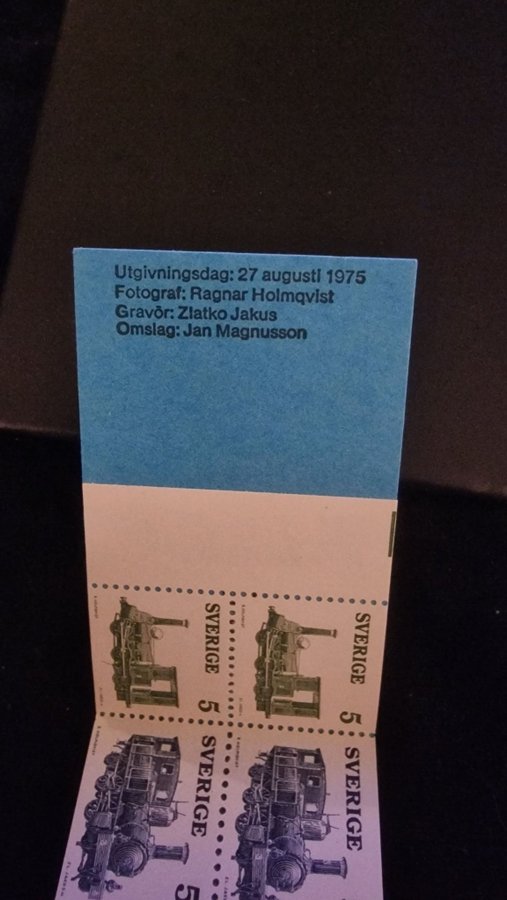 Utgivningsdag: 27 augusti 1975
Fotograf: Ragnar Holmqvist
Gravör: Zlatko Jakus
Omslag: Jan Magnusson
SVERIGE 5
SVERIGE 5
SVERIGE 5
SVERIGE 5